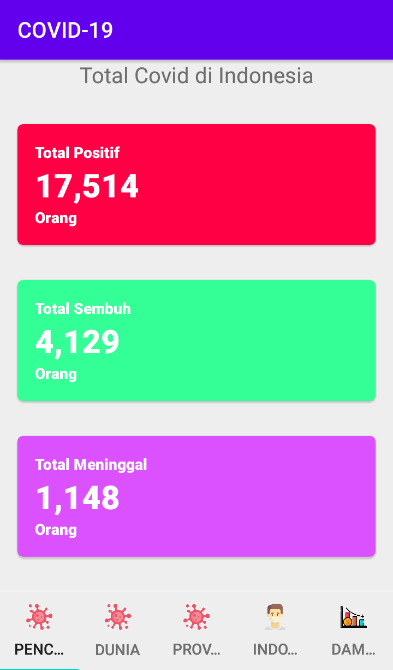 COVID-19
Total Covid di Indonesia
Total Positif
17,514
Orang
Total Sembuh
4,129
Orang
Total Meninggal
1,148
Orang
PENC... DUNIA PROV... INDO... DAM...